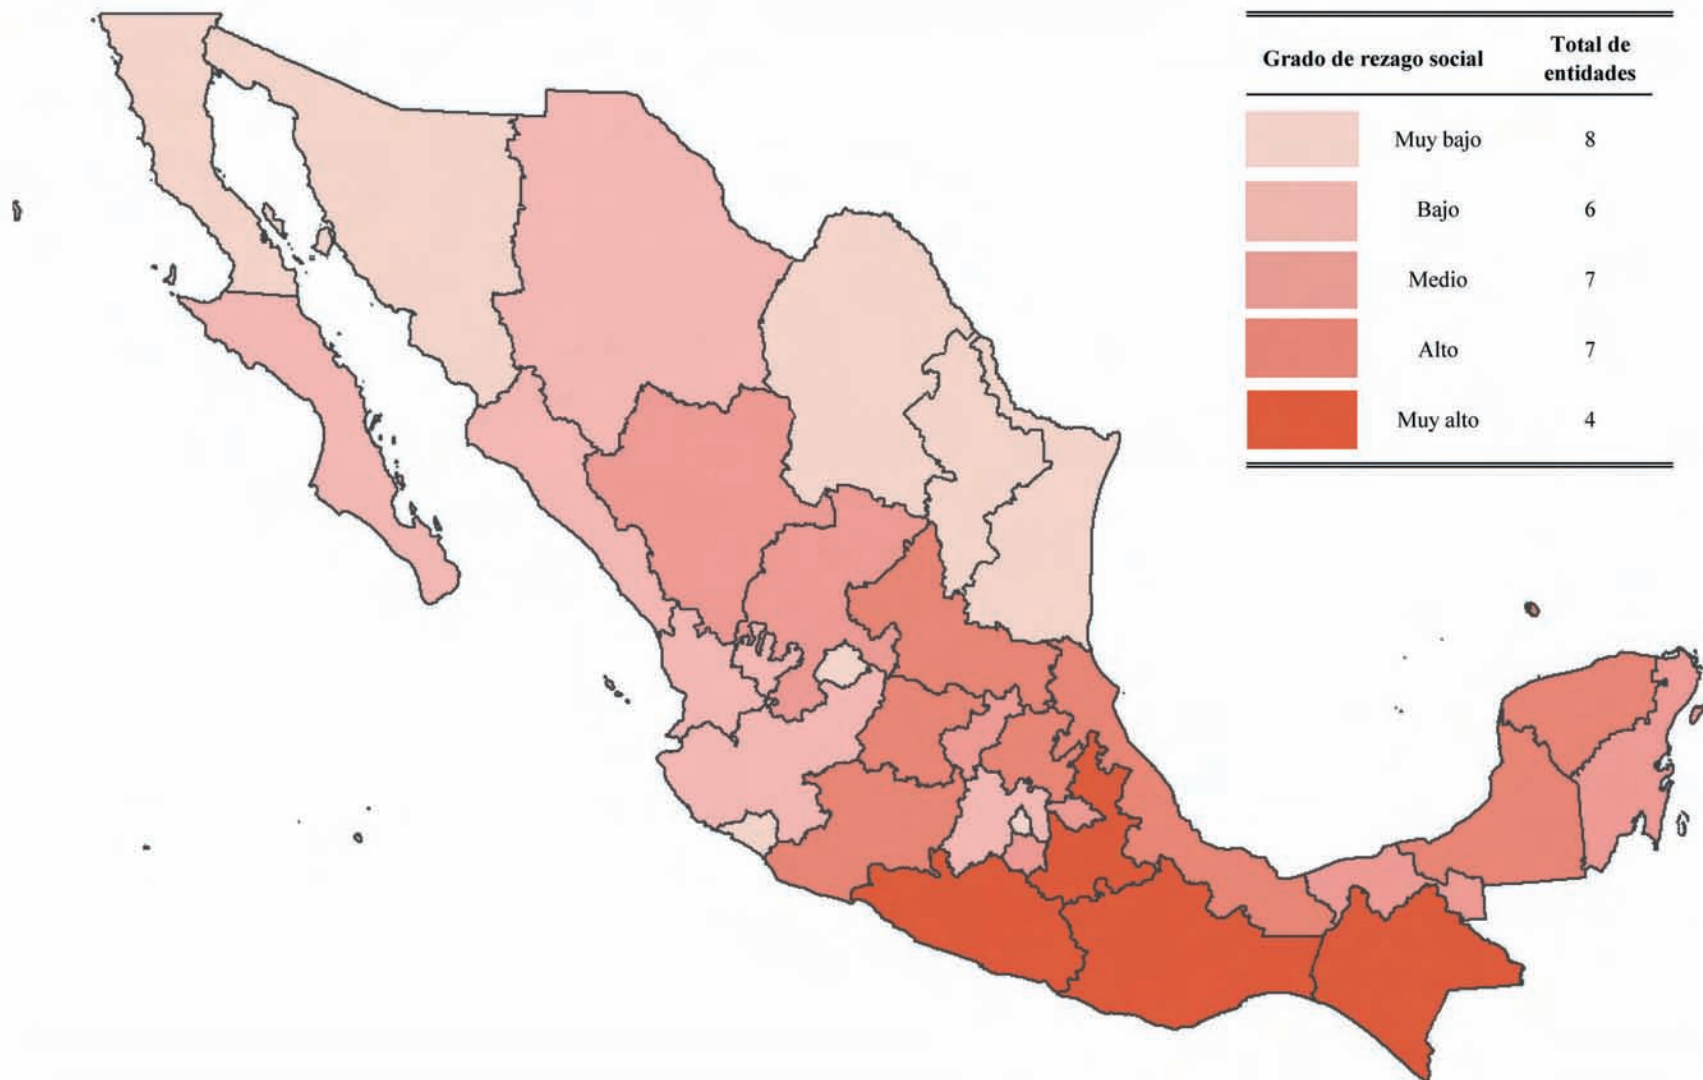 Grado de rezago social Total de
entidades
Muy bajo 8
Bajo 6
Medio 7
Alto 7
Muy alto 4